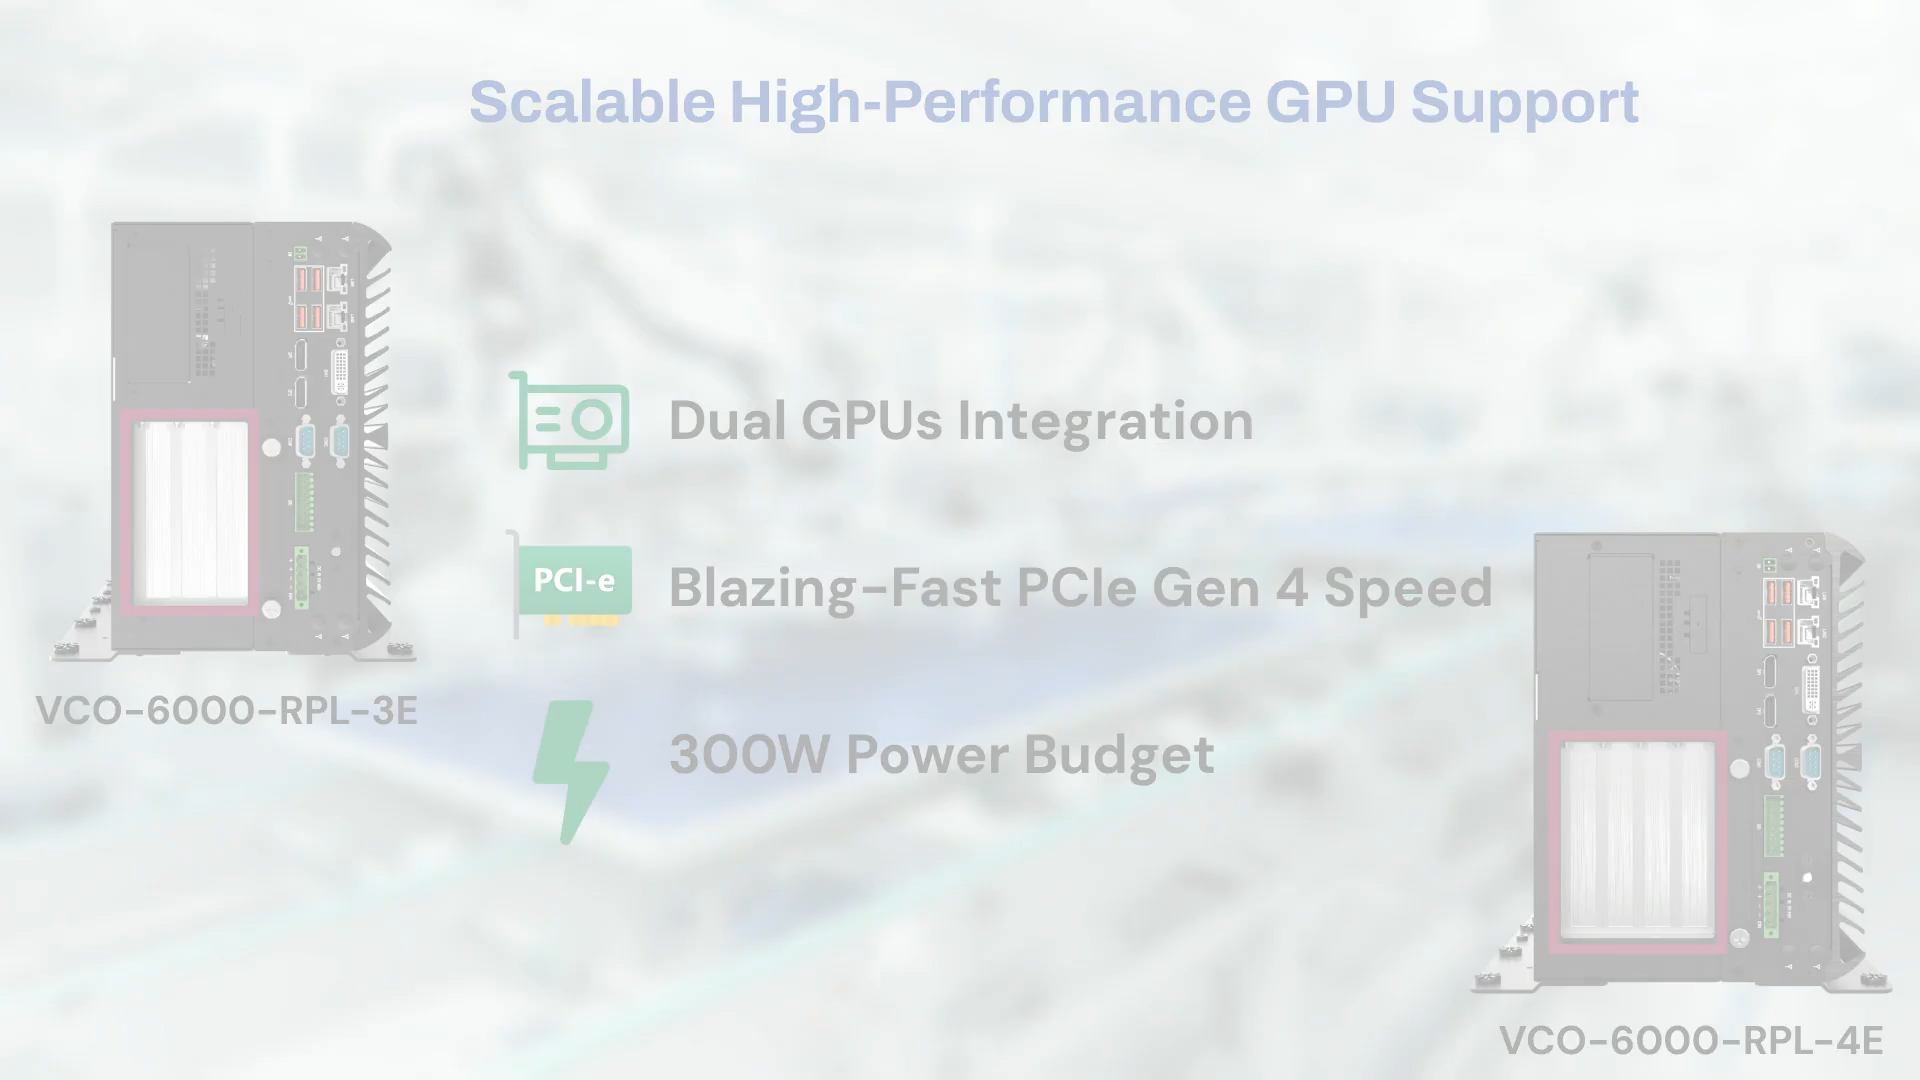 Scalable High-Performance GPU Support
Dual GPUs Integration
PCI-e
Blazing-Fast PCIe Gen 4 Speed
300W Power Budget
VCO-6000-RPL-3E
VCO-6000-RPL-4E